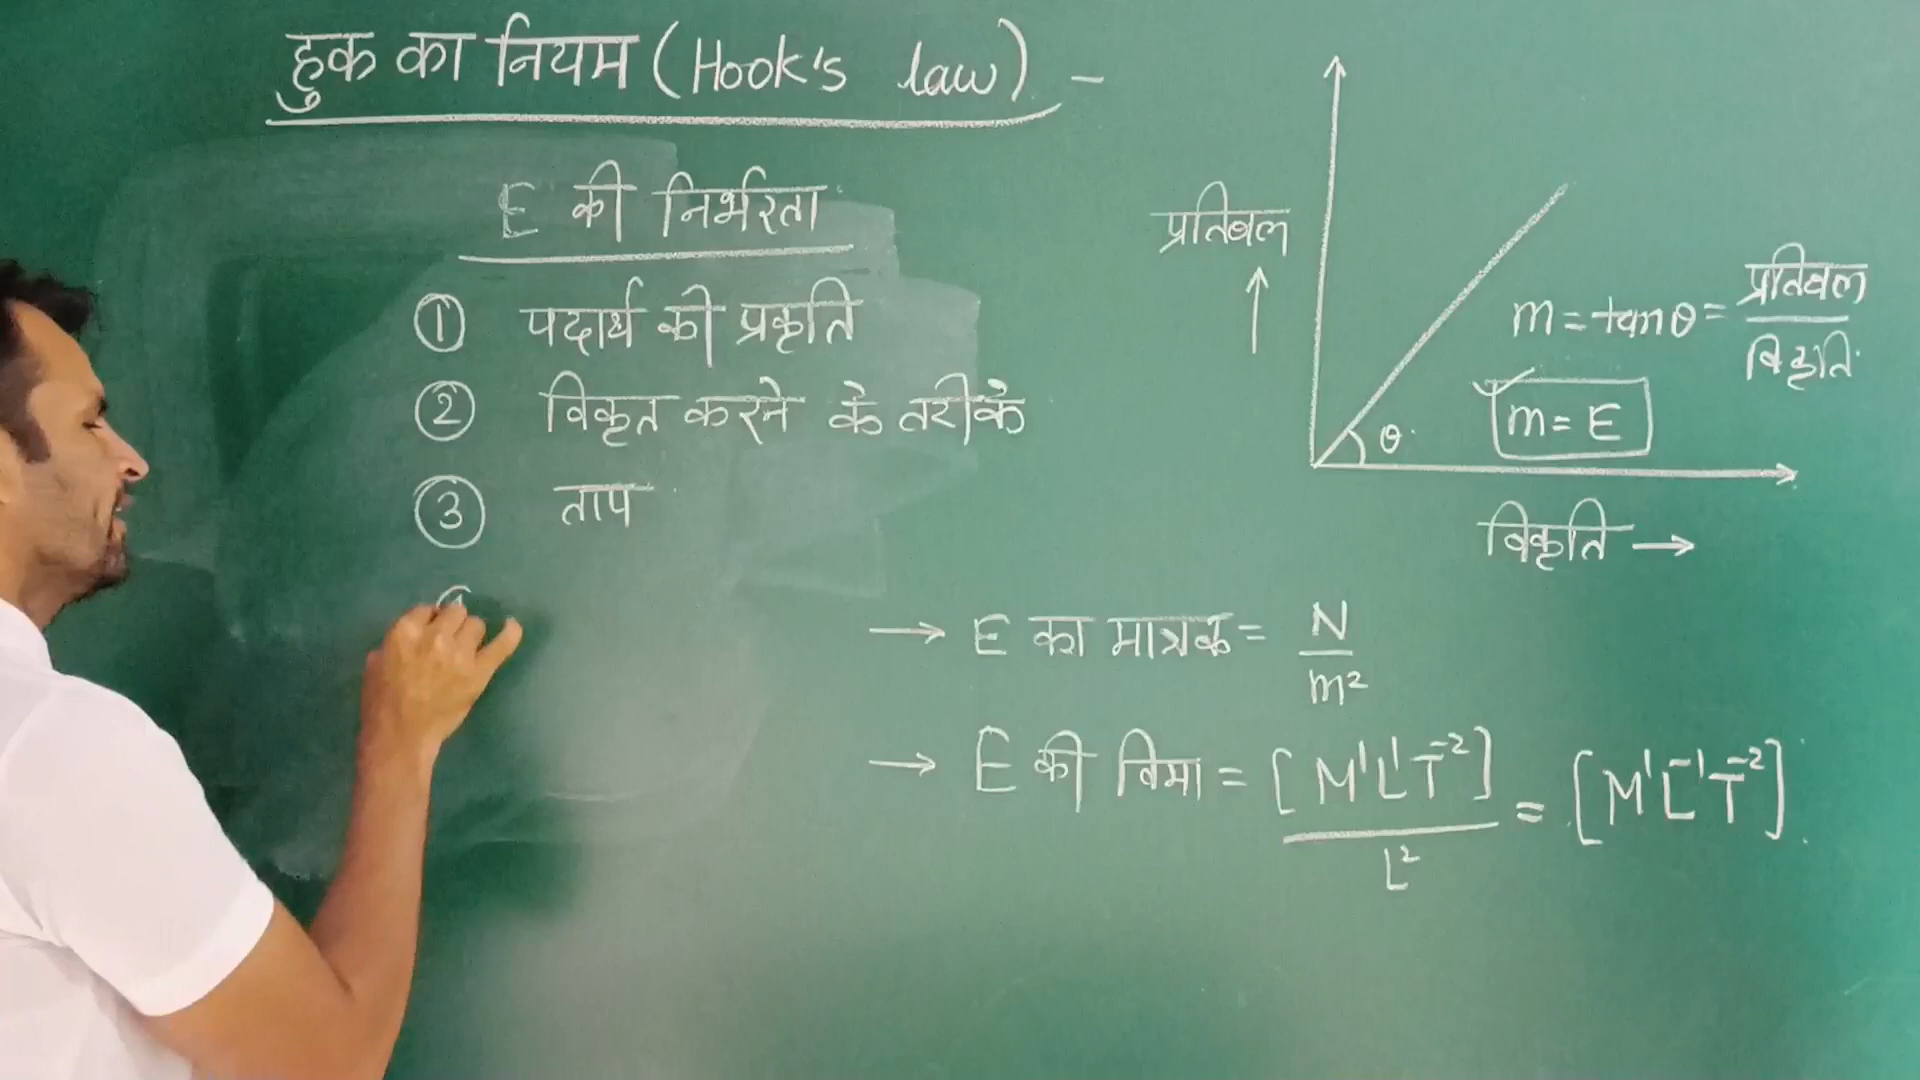 हुक का नियम (Hook's law) -
E की निर्भरता
① पदार्थ की प्रकृति
② विकृत करने के तरीके
③ ताप
प्रतिबल ↑
m = tanθ = प्रतिबल / विकृति
m = E
θ
विकृति →
→ E का मात्रक = N / m²
→ E की विमा = [M¹L¹T⁻²] / L² = [M¹L⁻¹T⁻²]